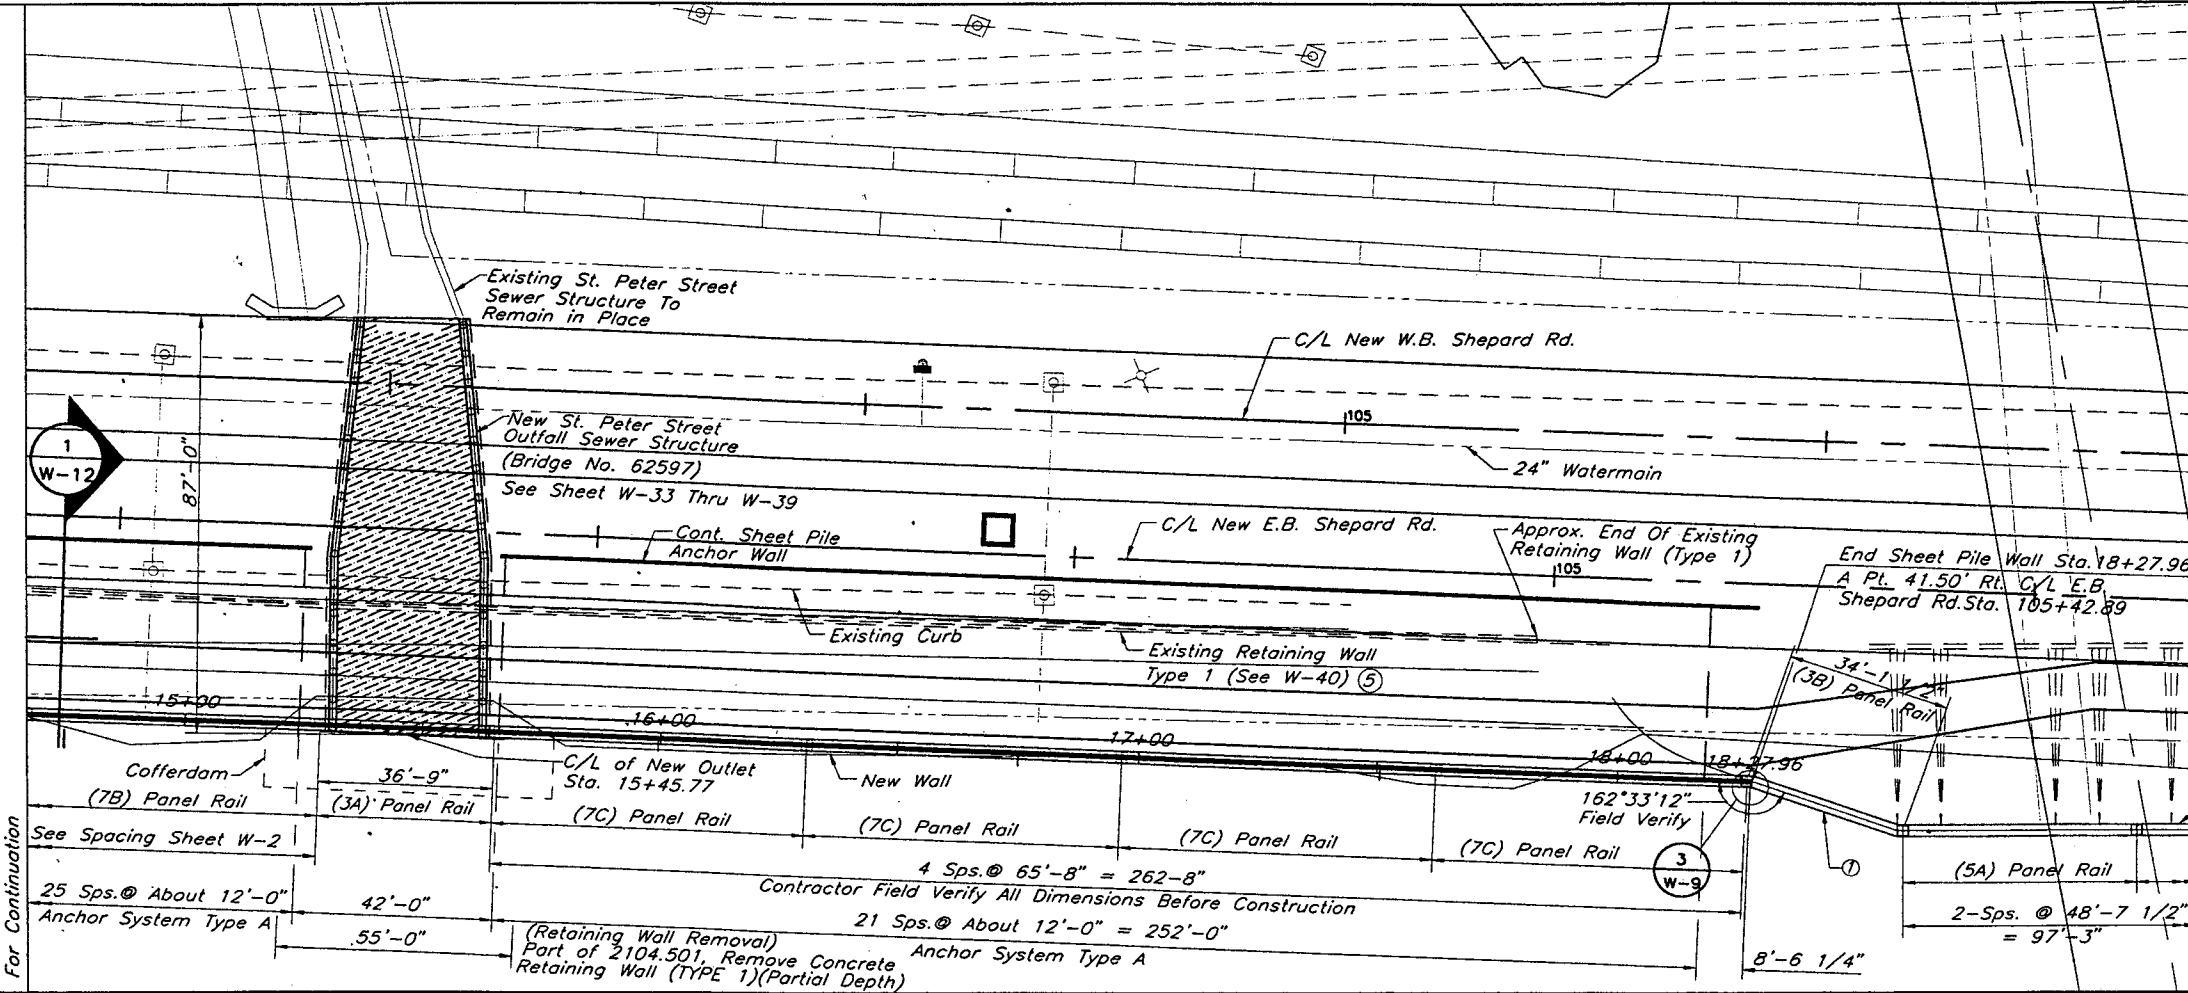 Existing St. Peter Street
Sewer Structure To
Remain in Place
C/L New W.B. Shepard Rd.
105
24" Watermain
New St. Peter Street
Outfall Sewer Structure
(Bridge No. 62597)
See Sheet W-33 Thru W-39
1
W-12
87'-0"
Cont. Sheet Pile
Anchor Wall
C/L New E.B. Shepard Rd.
105
Approx. End Of Existing
Retaining Wall (Type 1)
End Sheet Pile Wall Sta. 18+27.96
A Pt. 41.50' Rt. C/L E.B.
Shepard Rd. Sta. 105+42.89
Existing Curb
Existing Retaining Wall
Type 1 (See W-40) 5
34'-1 1/2"
(3B) Panel Rail
15+00
16+00
17+00
18+00
18+27.96
Cofferdam
36'-9"
C/L of New Outlet
Sta. 15+45.77
New Wall
162°33'12"
Field Verify
(7B) Panel Rail
(3A) Panel Rail
(7C) Panel Rail
(7C) Panel Rail
(7C) Panel Rail
(7C) Panel Rail
3
W-9
1
(5A) Panel Rail
See Spacing Sheet W-2
4 Sps.@ 65'-8" = 262-8"
Contractor Field Verify All Dimensions Before Construction
25 Sps.@ About 12'-0"
Anchor System Type A
42'-0"
21 Sps.@ About 12'-0" = 252'-0"
Anchor System Type A
2-Sps. @ 48'-7 1/2"
= 97'-3"
55'-0"
(Retaining Wall Removal)
Part of 2104.501, Remove Concrete
Retaining Wall (TYPE 1)(Partial Depth)
8'-6 1/4"
For Continuation